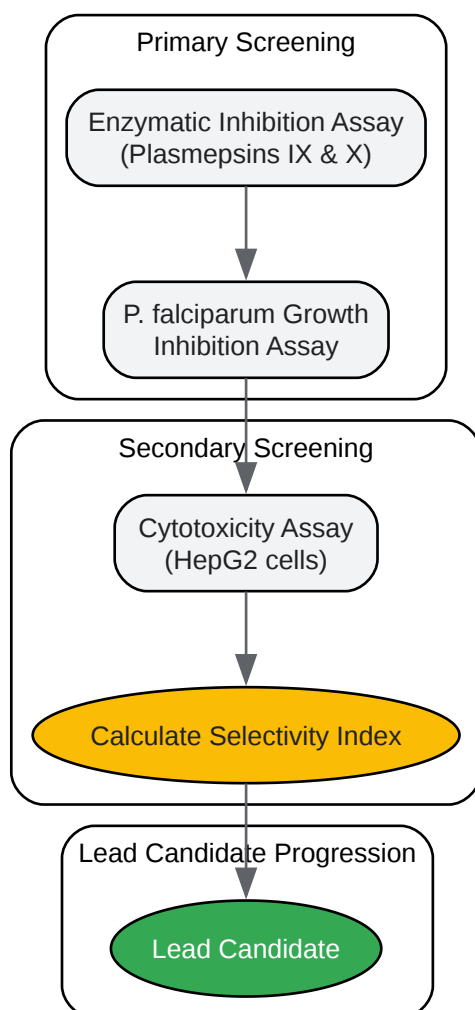 Primary Screening
Enzymatic Inhibition Assay
(Plasmepsins IX & X)
P. falciparum Growth
Inhibition Assay
Secondary Screening
Cytotoxicity Assay
(HepG2 cells)
Calculate Selectivity Index
Lead Candidate Progression
Lead Candidate